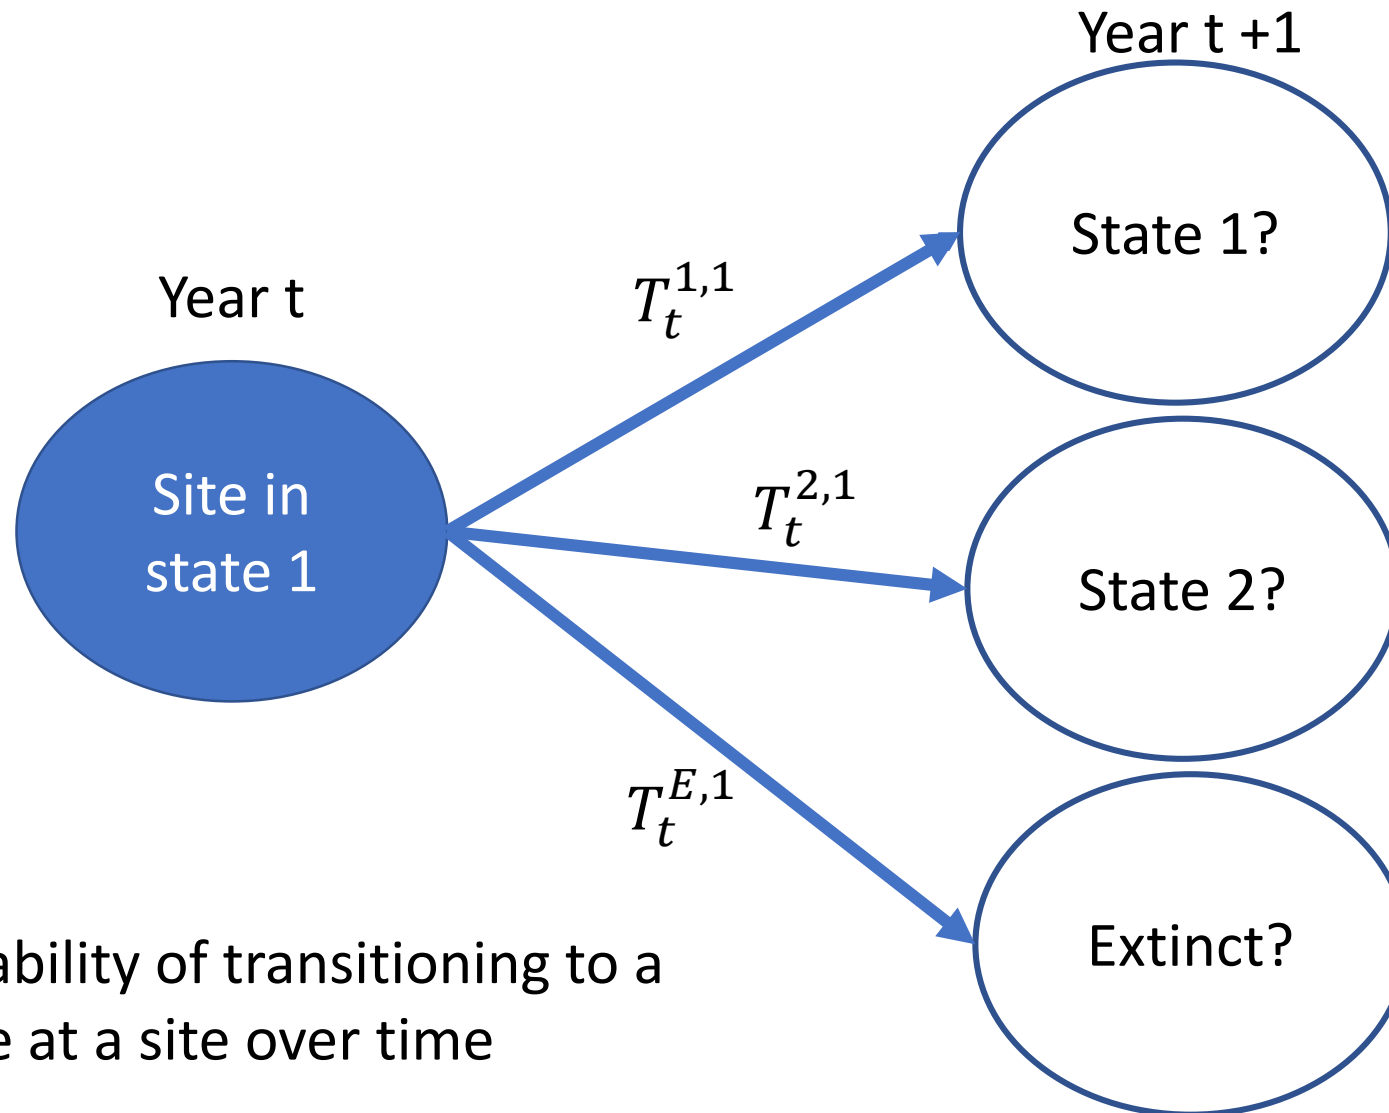 Year t +1
State 1?
Year t
T_t^{1,1}
Site in
state 1
T_t^{2,1}
State 2?
T_t^{E,1}
Extinct?
ability of transitioning to a
e at a site over time